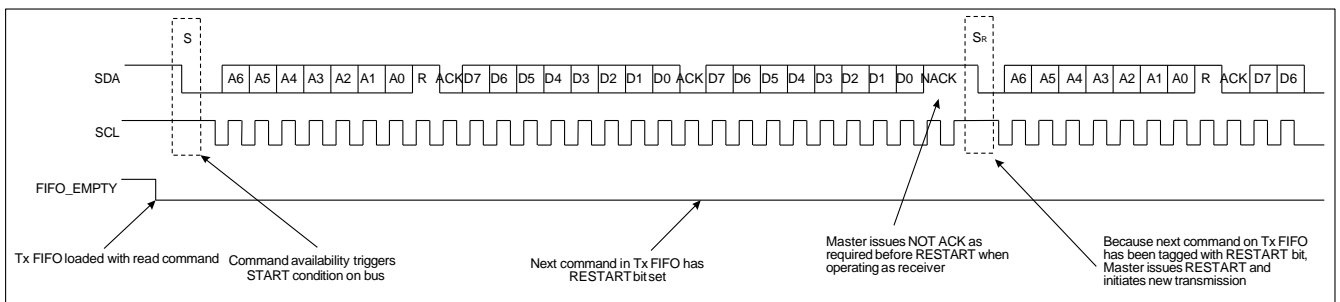 S SR
SDA A6 A5 A4 A3 A2 A1 A0 R ACK D7 D6 D5 D4 D3 D2 D1 D0 ACK D7 D6 D5 D4 D3 D2 D1 D0 NACK A6 A5 A4 A3 A2 A1 A0 R ACK D7 D6
SCL
FIFO_EMPTY
Tx FIFO loaded with read command
Command availability triggers
START condition on bus
Next command in Tx FIFO has
RESTART bit set
Master issues NOT ACK as
required before RESTART when
operating as receiver
Because next command on Tx FIFO
has been tagged with RESTART bit,
Master issues RESTART and
initiates new transmission